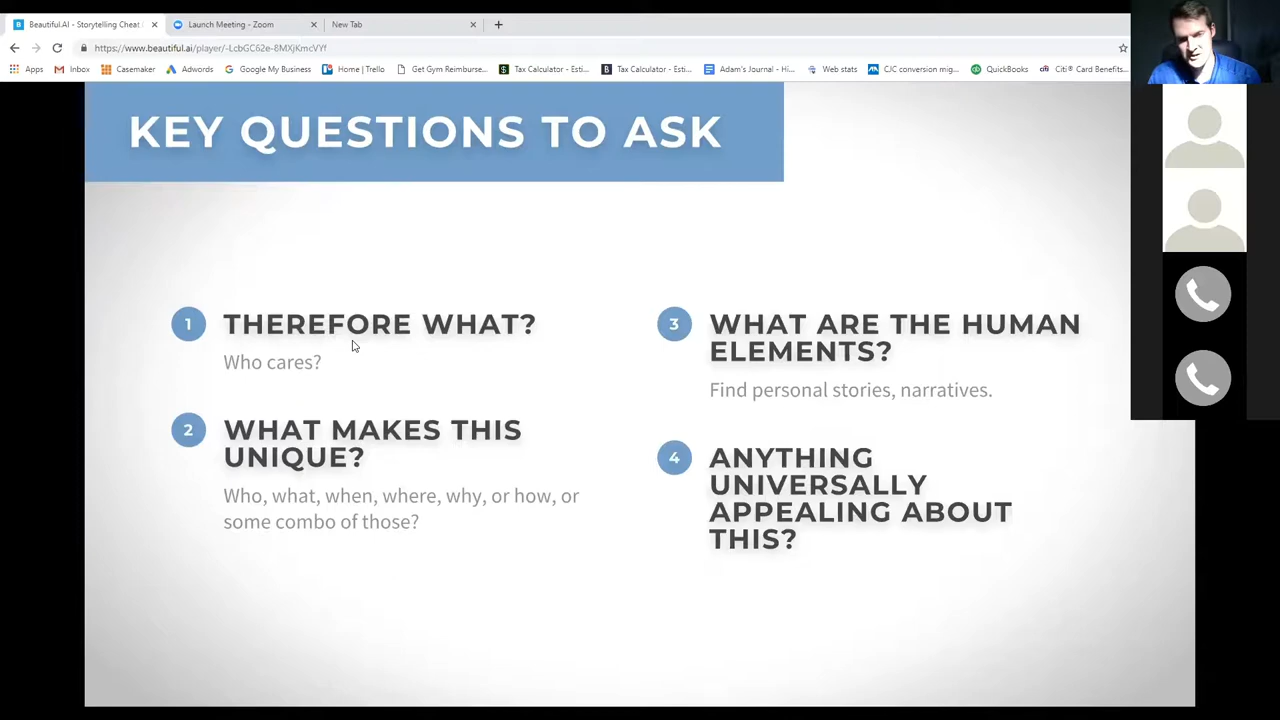 Beautiful.AI - Storytelling Cheat
Launch Meeting - Zoom
New Tab
https://www.beautiful.ai/player/-LcbGC62e-8MXjKmcVYf
Apps
Inbox
Casemaker
Adwords
Google My Business
Home | Trello
Get Gym Reimburse...
Tax Calculator - Esti...
Tax Calculator - Esti...
Adam's Journal - Hi...
Web stats
CJC conversion mig...
QuickBooks
Citi® Card Benefits...
KEY QUESTIONS TO ASK
1 THEREFORE WHAT?
Who cares?
2 WHAT MAKES THIS
UNIQUE?
Who, what, when, where, why, or how, or
some combo of those?
3 WHAT ARE THE HUMAN
ELEMENTS?
Find personal stories, narratives.
4 ANYTHING
UNIVERSALLY
APPEALING ABOUT
THIS?